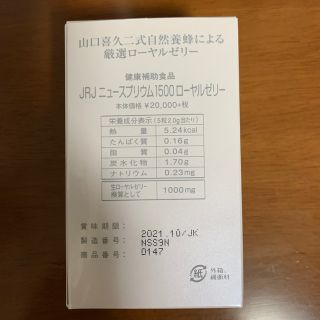 山口喜久二式自然養蜂による
厳選ローヤルゼリー
健康補助食品
JRJ ニュースプリウム1500 ローヤルゼリー
本体価格 ¥20,000+税
栄養成分表示(5粒2.0g当たり)
熱量 5.24kcal
たんぱく質 0.16g
脂質 0.04g
炭水化物 1.70g
ナトリウム 0.23mg
生ローヤルゼリー
換算として 1000mg
賞味期限: 2021.10/JK
製造番号: NSS9N
商品番号: 0147
紙
外箱、
緩衝材